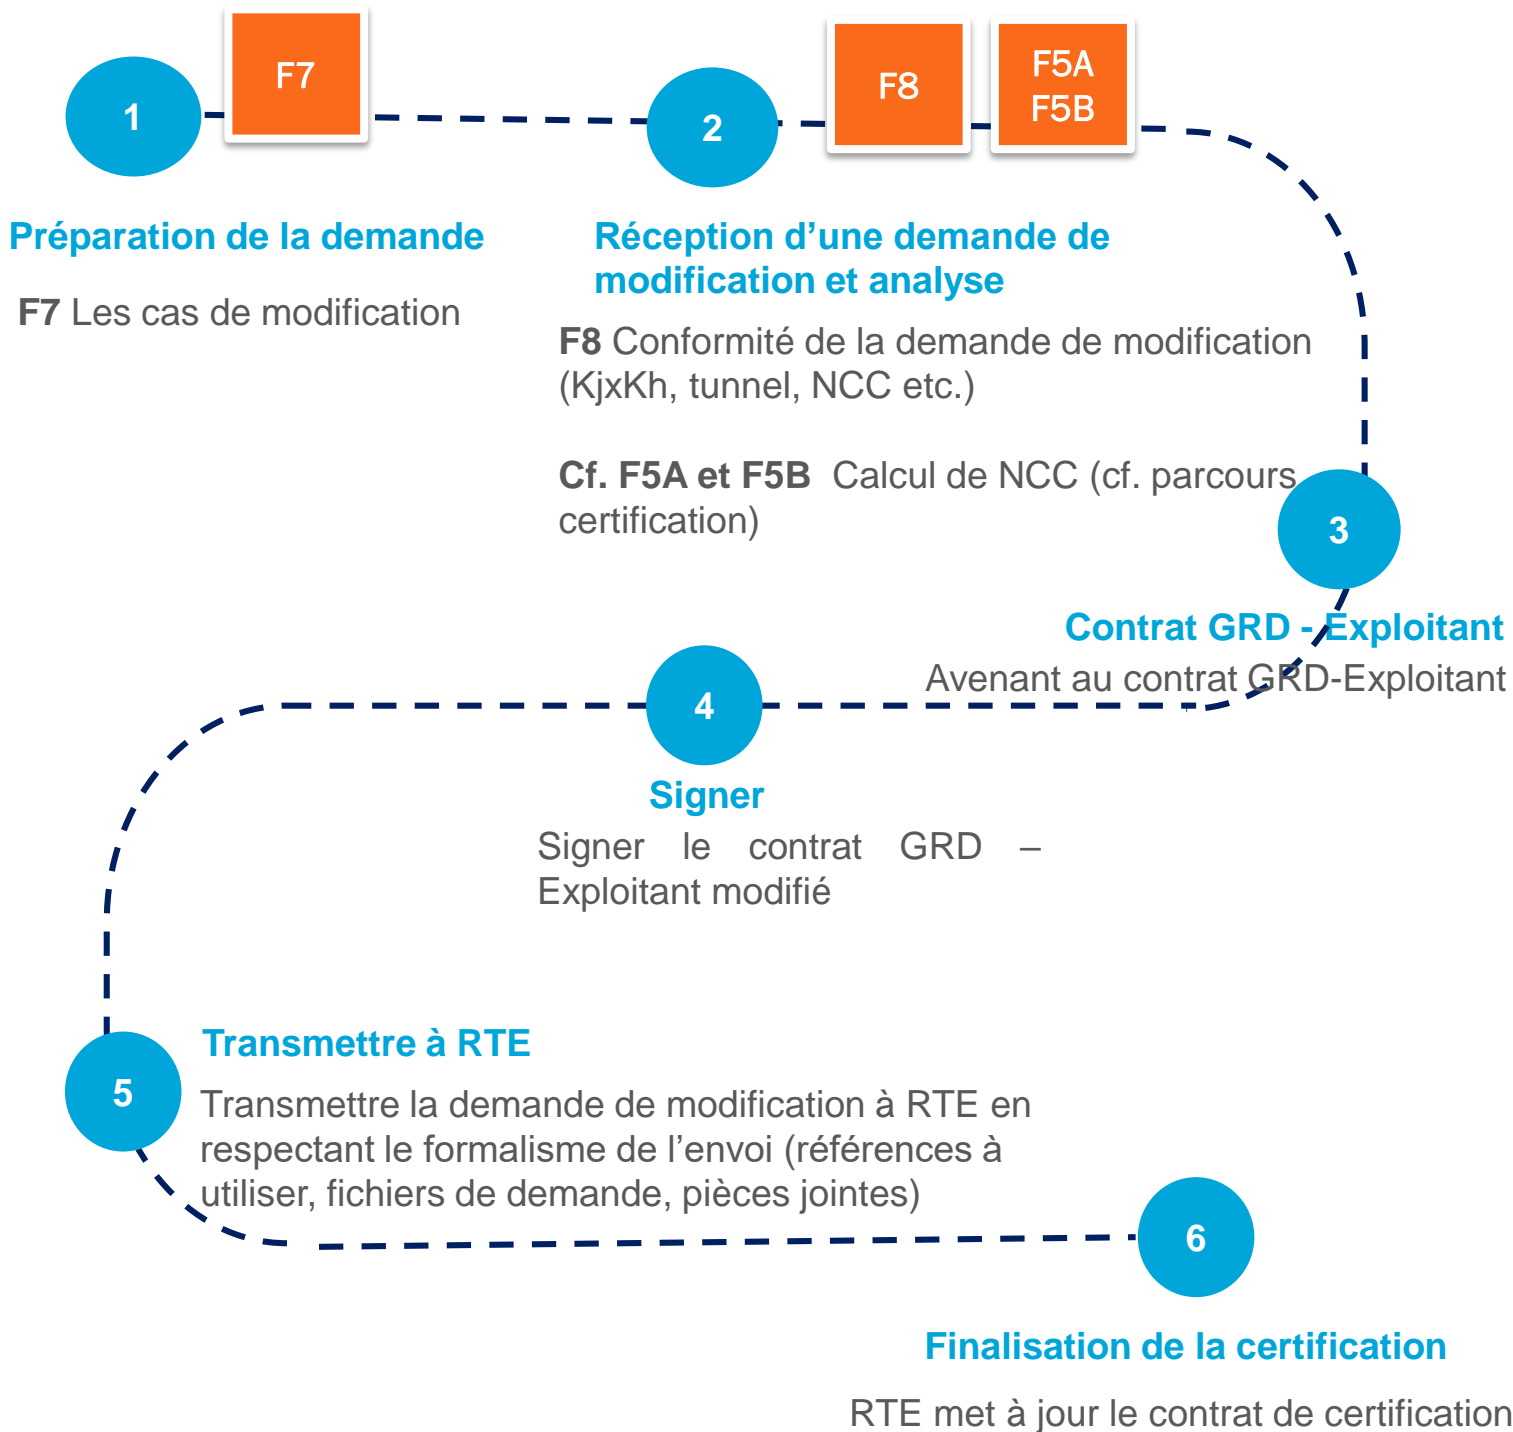 1
F7
2
F8
F5A
F5B
Préparation de la demande
F7 Les cas de modification
Réception d’une demande de
modification et analyse
F8 Conformité de la demande de modification
(KjxKh, tunnel, NCC etc.)
Cf. F5A et F5B  Calcul de NCC (cf. parcours
certification)
3
Contrat GRD - Exploitant
Avenant au contrat GRD-Exploitant
4
Signer
Signer le contrat GRD –
Exploitant modifié
5
Transmettre à RTE
Transmettre la demande de modification à RTE en
respectant le formalisme de l’envoi (références à
utiliser, fichiers de demande, pièces jointes)
6
Finalisation de la certification
RTE met à jour le contrat de certification